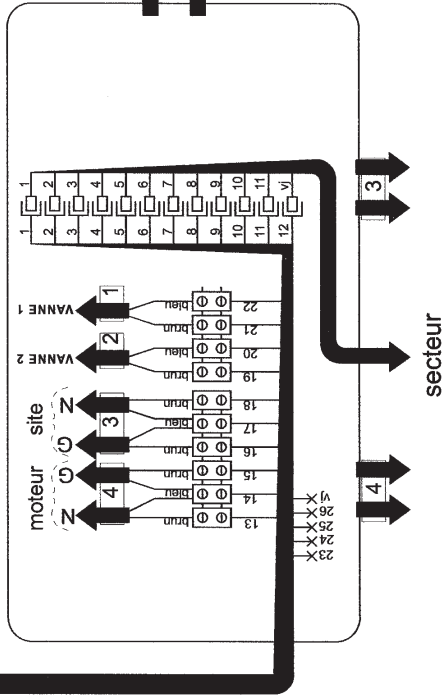 1 2 3 4 5 6 7 8 9 10 11 vj
1 2 3 4 5 6 7 8 9 10 11 12
3
secteur
VANNE 1
1
bleu
22
brun
21
VANNE 2
2
bleu
20
brun
19
site
N
G
3
brun
18
bleu
17
brun
16
moteur
G
N
4
brun
15
bleu
14
brun
13
vj
26
25
24
23
4